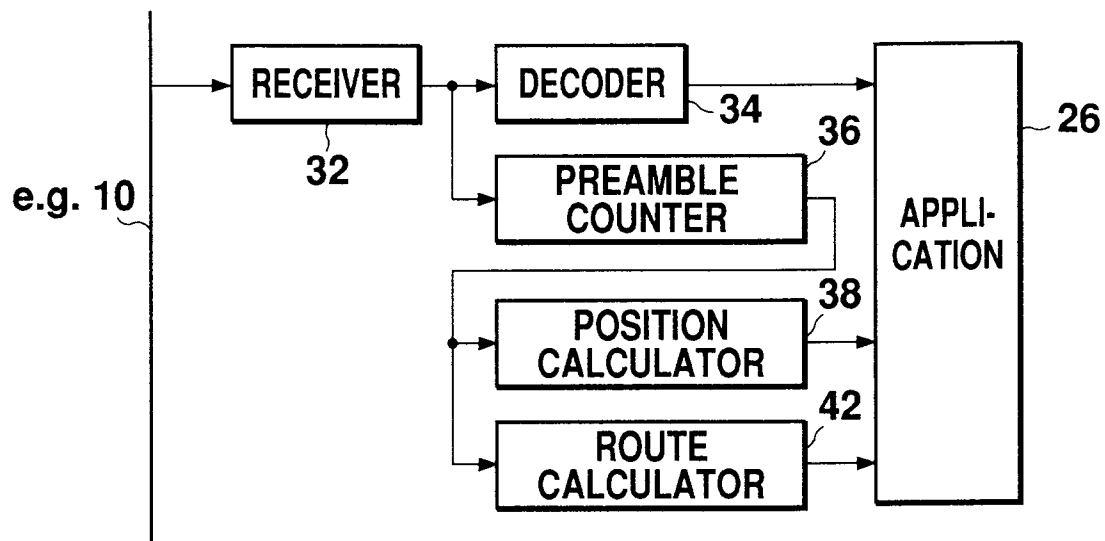 RECEIVER
32
DECODER
34
26
36
PREAMBLE
COUNTER
e.g. 10
APPLI-
CATION
38
POSITION
CALCULATOR
42
ROUTE
CALCULATOR